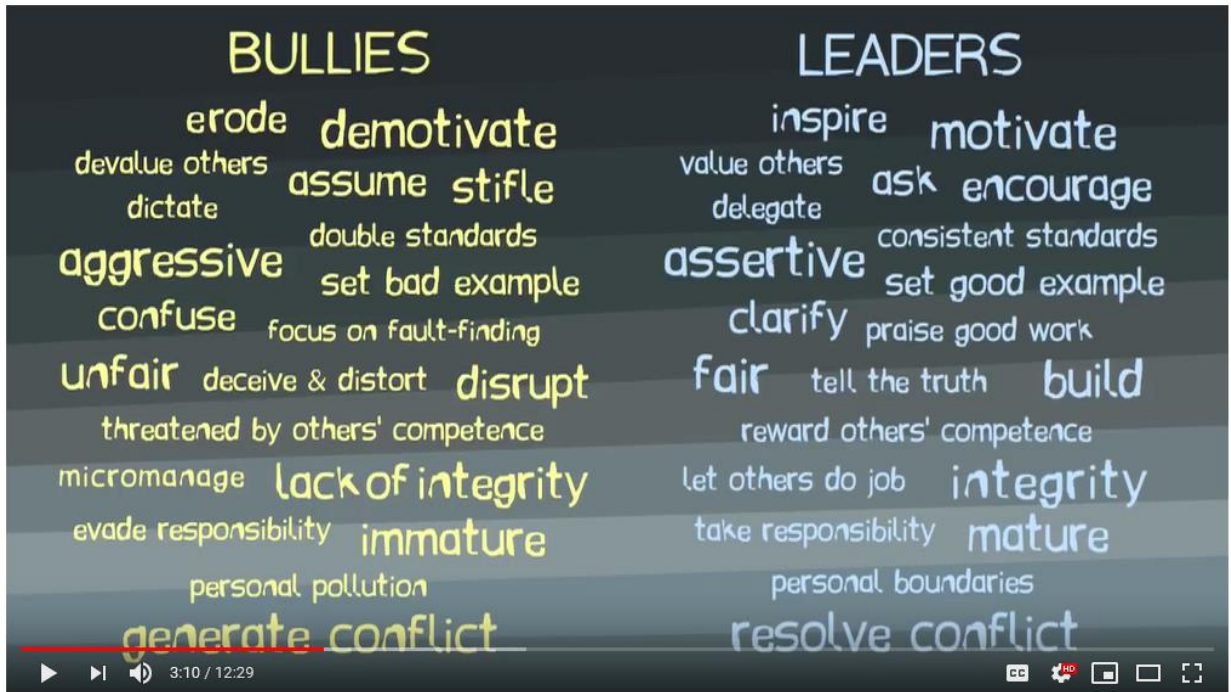 BULLIES
erode demotivate
devalue others
assume stifle
dictate
double standards
aggressive
set bad example
confuse
focus on fault-finding
unfair deceive & distort disrupt
threatened by others' competence
micromanage lack of integrity
evade responsibility immature
personal pollution
generate conflict
LEADERS
inspire motivate
value others
ask encourage
delegate
consistent standards
assertive
set good example
clarify
praise good work
fair tell the truth build
reward others' competence
let others do job integrity
take responsibility mature
personal boundaries
resolve conflict
3:10 / 12:29
CC
HD